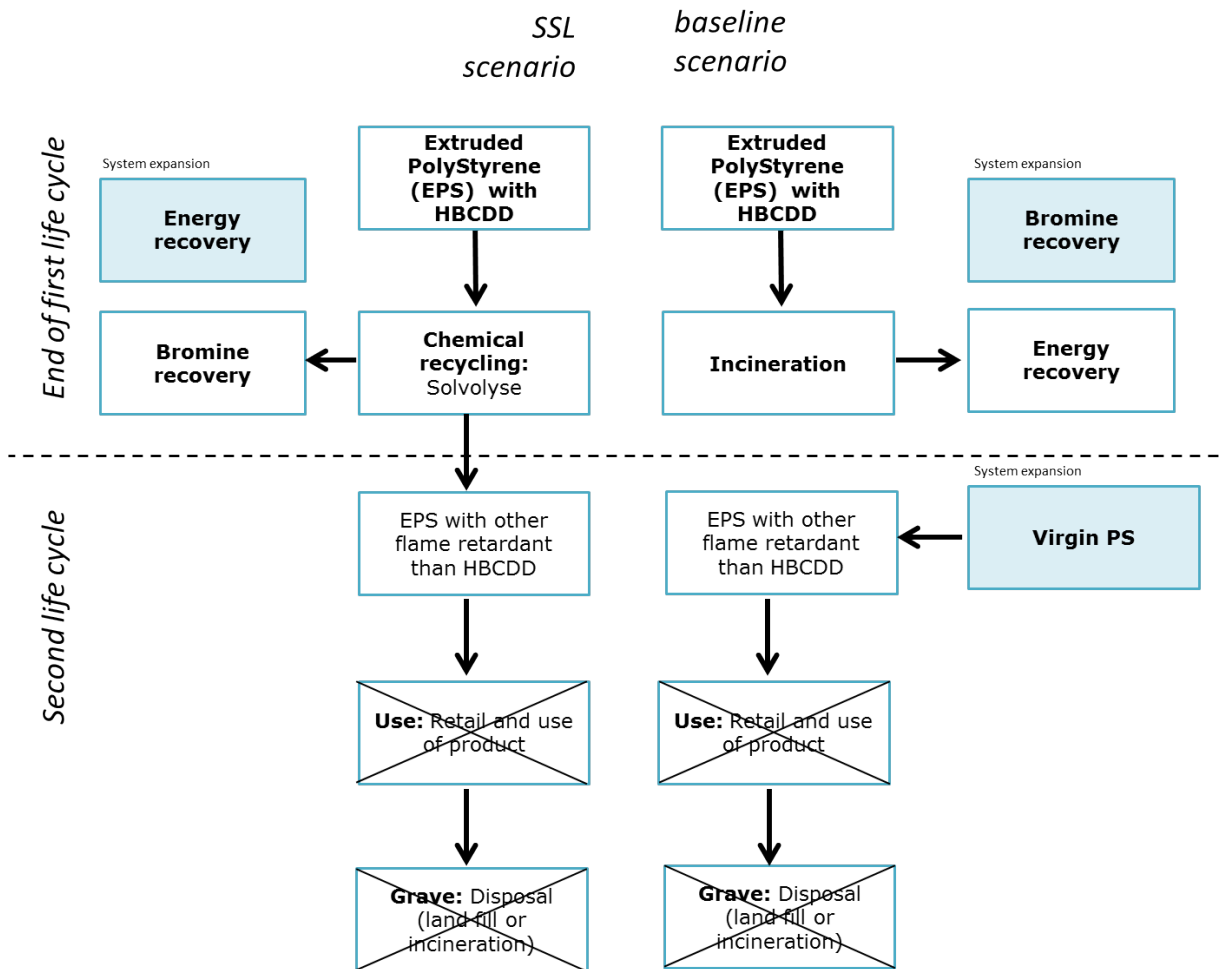 SSL
scenario
baseline
scenario
End of first life cycle
System expansion
Energy
recovery
Extruded
PolyStyrene
(EPS) with
HBCDD
Extruded
PolyStyrene
(EPS) with
HBCDD
System expansion
Bromine
recovery
Bromine
recovery
Chemical
recycling:
Solvolyse
Incineration
Energy
recovery
Second life cycle
EPS with other
flame retardant
than HBCDD
EPS with other
flame retardant
than HBCDD
System expansion
Virgin PS
Use: Retail and use
of product
Use: Retail and use
of product
Grave: Disposal
(land fill or
incineration)
Grave: Disposal
(land fill or
incineration)